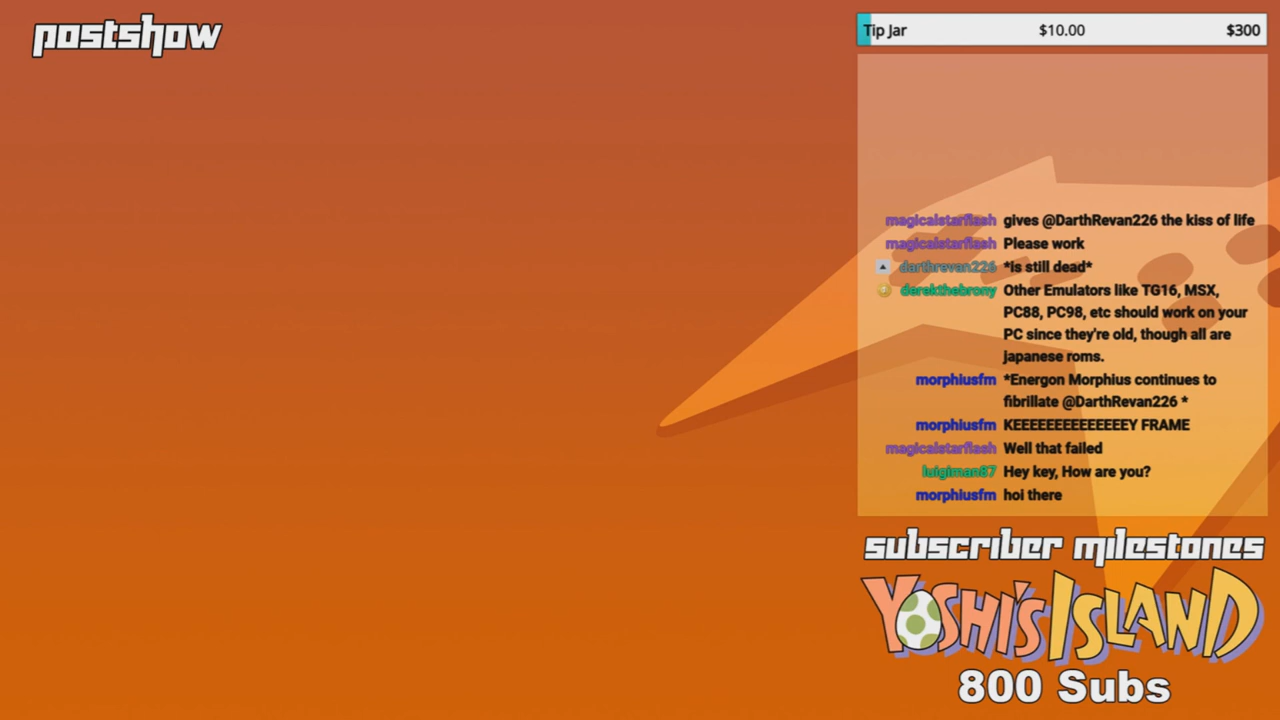 postshow
Tip Jar $10.00 $300
magicalstarflash gives @DarthRevan226 the kiss of life
magicalstarflash Please work
darthrevan226 *is still dead*
derekthebrony Other Emulators like TG16, MSX,
PC88, PC98, etc should work on your
PC since they're old, though all are
japanese roms.
morphiusfm *Energon Morphius continues to
fibrillate @DarthRevan226 *
morphiusfm KEEEEEEEEEEEEEEY FRAME
magicalstarflash Well that failed
luigiman87 Hey key, How are you?
morphiusfm hoi there
subscriber milestones
YOSHI'S ISLAND
800 Subs